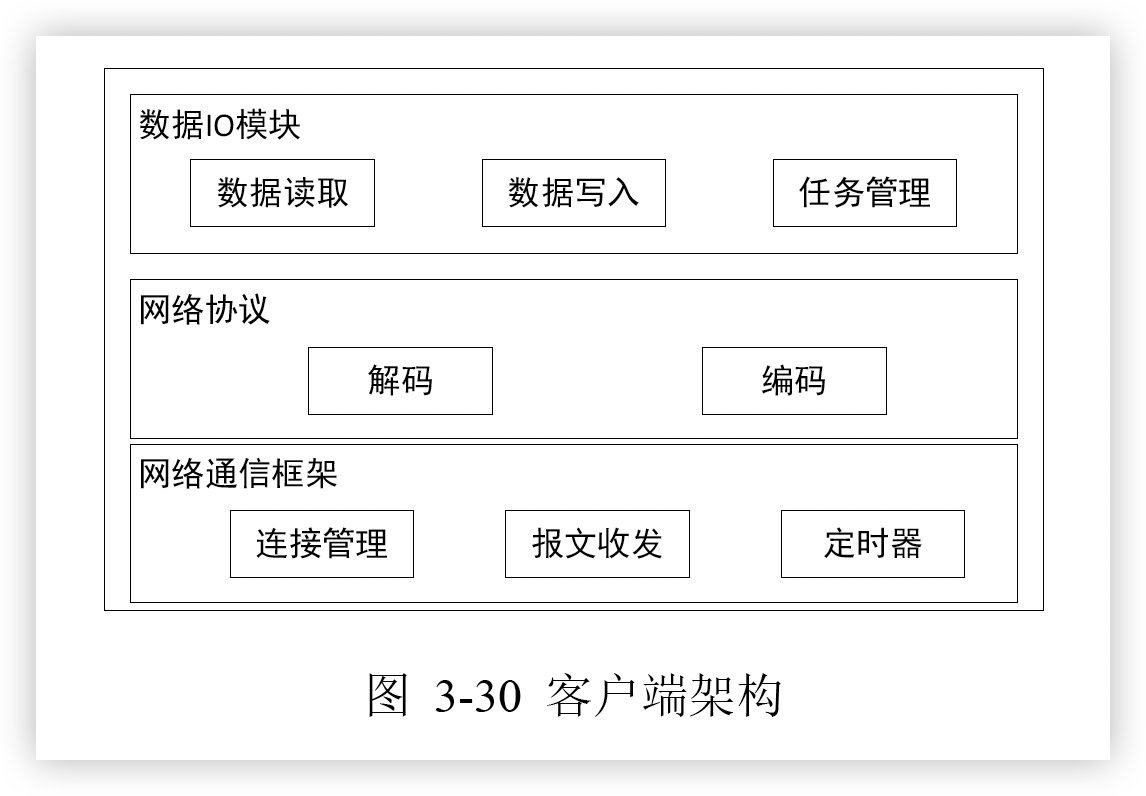 数据IO模块
数据读取 数据写入 任务管理
网络协议
解码 编码
网络通信框架
连接管理 报文收发 定时器
图 3-30 客户端架构